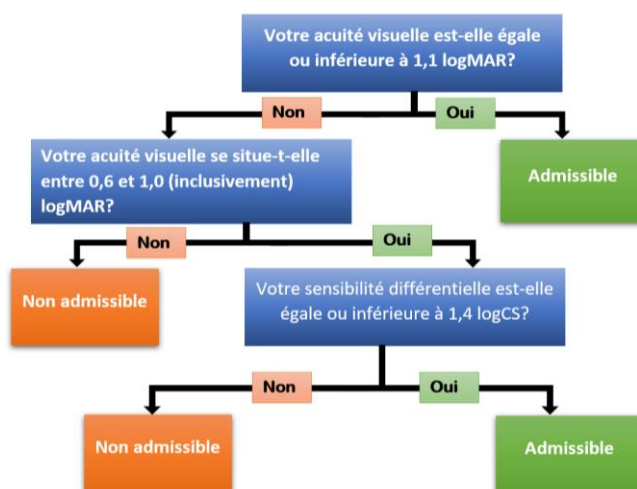 Votre acuité visuelle est-elle égale
ou inférieure à 1,1 logMAR?
Non
Oui
Votre acuité visuelle se situe-t-elle
entre 0,6 et 1,0 (inclusivement)
logMAR?
Admissible
Non
Oui
Non admissible
Votre sensibilité différentielle est-elle
égale ou inférieure à 1,4 logCS?
Non
Oui
Non admissible
Admissible